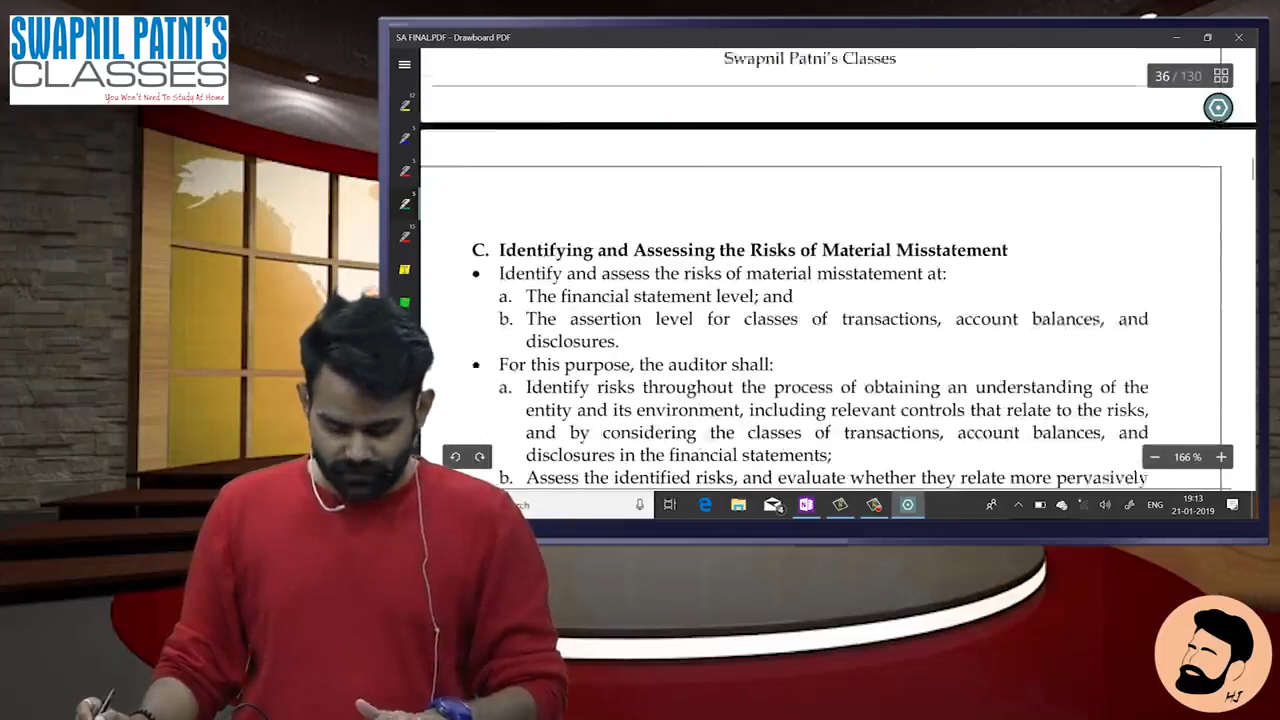 SWAPNIL PATNI'S
CLASSES
You Won't Need To Study At Home
SA FINAL.PDF - Drawboard PDF
Swapnil Patni's Classes
36 / 130
C. Identifying and Assessing the Risks of Material Misstatement
• Identify and assess the risks of material misstatement at:
a. The financial statement level; and
b. The assertion level for classes of transactions, account balances, and
disclosures.
• For this purpose, the auditor shall:
a. Identify risks throughout the process of obtaining an understanding of the
entity and its environment, including relevant controls that relate to the risks,
and by considering the classes of transactions, account balances, and
disclosures in the financial statements;
b. Assess the identified risks, and evaluate whether they relate more pervasively
166 %
ENG
19:13
21-01-2019
HJ